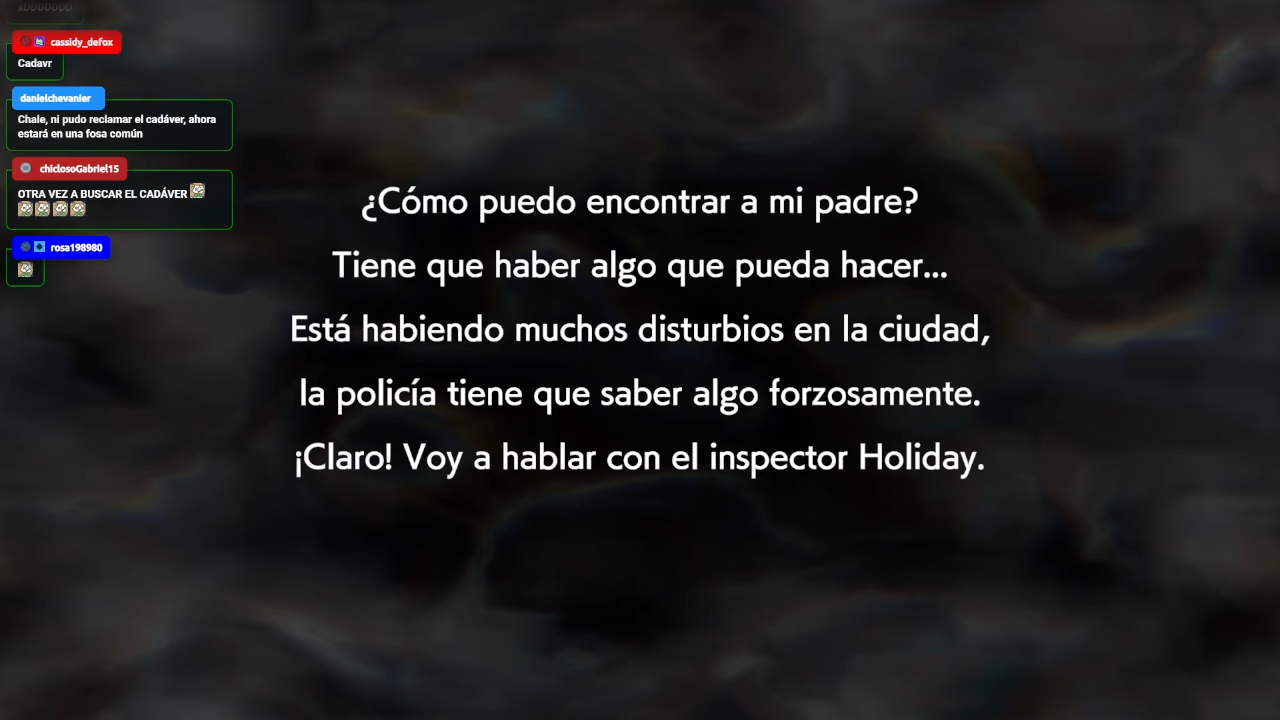 xDDDDDDD
cassidy_defox
Cadavr
danielchevanier
Chale, ni pudo reclamar el cadáver, ahora
estará en una fosa común
chiclosoGabriel15
OTRA VEZ A BUSCAR EL CADÁVER
rosa198980
¿Cómo puedo encontrar a mi padre?
Tiene que haber algo que pueda hacer...
Está habiendo muchos disturbios en la ciudad,
la policía tiene que saber algo forzosamente.
¡Claro! Voy a hablar con el inspector Holiday.